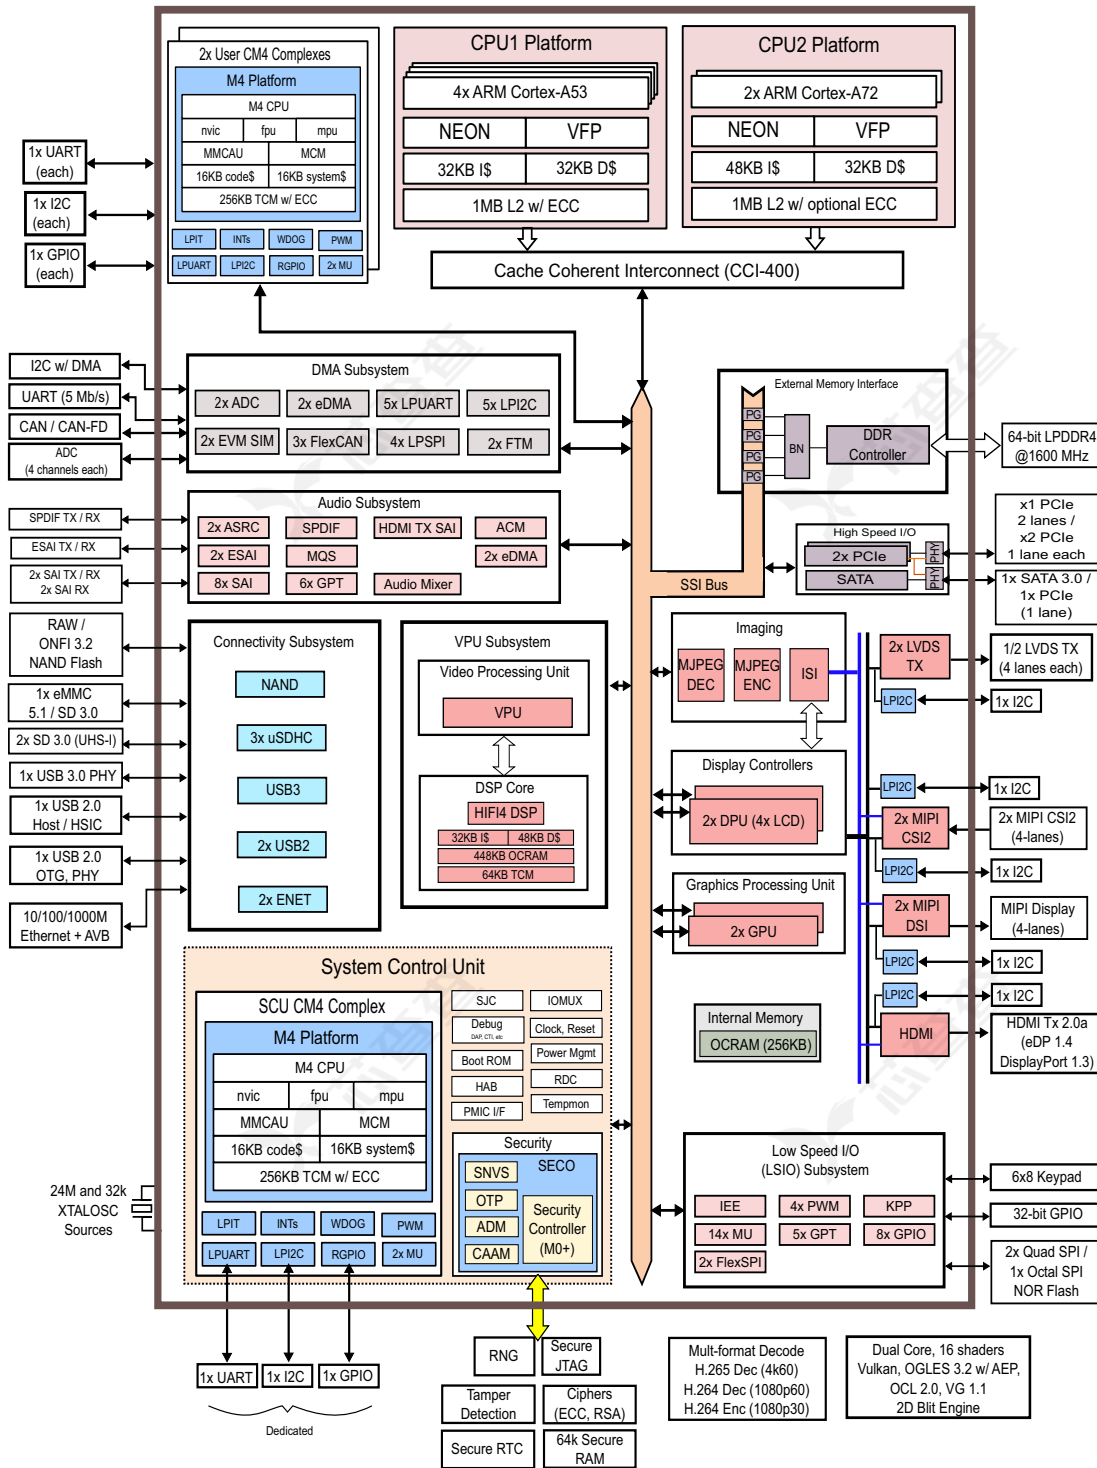 2x User CM4 Complexes
M4 Platform
M4 CPU
nvic
fpu
mpu
MMCAU
MCM
16KB code$
16KB system$
256KB TCM w/ ECC
LPIT
INTs
WDOG
PWM
LPUART
LPI2C
RGPIO
2x MU
CPU1 Platform
4x ARM Cortex-A53
NEON
VFP
32KB I$
32KB D$
1MB L2 w/ ECC
CPU2 Platform
2x ARM Cortex-A72
NEON
VFP
48KB I$
32KB D$
1MB L2 w/ optional ECC
Cache Coherent Interconnect (CCI-400)
1x UART
(each)
1x I2C
(each)
1x GPIO
(each)
I2C w/ DMA
UART (5 Mb/s)
CAN / CAN-FD
ADC
(4 channels each)
DMA Subsystem
2x ADC
2x eDMA
5x LPUART
5x LPI2C
2x EVM SIM
3x FlexCAN
4x LPSPI
2x FTM
External Memory Interface
PG
PG
PG
PG
BN
DDR
Controller
64-bit LPDDR4
@1600 MHz
SPDIF TX / RX
ESAI TX / RX
2x SAI TX / RX
2x SAI RX
Audio Subsystem
2x ASRC
SPDIF
HDMI TX SAI
ACM
2x ESAI
MQS
2x eDMA
8x SAI
6x GPT
Audio Mixer
SSI Bus
High Speed I/O
2x PCIe
SATA
PHY
PHY
x1 PCIe
2 lanes /
x2 PCIe
1 lane each
1x SATA 3.0 /
1x PCIe
(1 lane)
RAW /
ONFI 3.2
NAND Flash
1x eMMC
5.1 / SD 3.0
2x SD 3.0 (UHS-I)
1x USB 3.0 PHY
1x USB 2.0
Host / HSIC
1x USB 2.0
OTG, PHY
10/100/1000M
Ethernet + AVB
Connectivity Subsystem
NAND
3x uSDHC
USB3
2x USB2
2x ENET
VPU Subsystem
Video Processing Unit
VPU
DSP Core
HIFI4 DSP
32KB I$
48KB D$
448KB OCRAM
64KB TCM
Imaging
MJPEG
DEC
MJPEG
ENC
ISI
Display Controllers
2x DPU (4x LCD)
Graphics Processing Unit
2x GPU
Internal Memory
OCRAM (256KB)
2x LVDS
TX
LPI2C
LPI2C
2x MIPI
CSI2
LPI2C
2x MIPI
DSI
LPI2C
LPI2C
HDMI
1/2 LVDS TX
(4 lanes each)
1x I2C
1x I2C
2x MIPI CSI2
(4-lanes)
1x I2C
MIPI Display
(4-lanes)
1x I2C
1x I2C
HDMI Tx 2.0a
(eDP 1.4
DisplayPort 1.3)
System Control Unit
SCU CM4 Complex
M4 Platform
M4 CPU
nvic
fpu
mpu
MMCAU
MCM
16KB code$
16KB system$
256KB TCM w/ ECC
LPIT
INTs
WDOG
PWM
LPUART
LPI2C
RGPIO
2x MU
SJC
IOMUX
Debug
DAP, CTI, etc
Clock, Reset
Boot ROM
Power Mgmt
HAB
RDC
PMIC I/F
Tempmon
Security
SECO
SNVS
OTP
ADM
CAAM
Security
Controller
(M0+)
24M and 32k
XTALOSC
Sources
Low Speed I/O
(LSIO) Subsystem
IEE
4x PWM
KPP
14x MU
5x GPT
8x GPIO
2x FlexSPI
6x8 Keypad
32-bit GPIO
2x Quad SPI /
1x Octal SPI
NOR Flash
1x UART
1x I2C
1x GPIO
Dedicated
RNG
Secure
JTAG
Tamper
Detection
Ciphers
(ECC, RSA)
Secure RTC
64k Secure
RAM
Mult-format Decode
H.265 Dec (4k60)
H.264 Dec (1080p60)
H.264 Enc (1080p30)
Dual Core, 16 shaders
Vulkan, OGLES 3.2 w/ AEP,
OCL 2.0, VG 1.1
2D Blit Engine
芯查查
芯查查
芯查查
芯查查